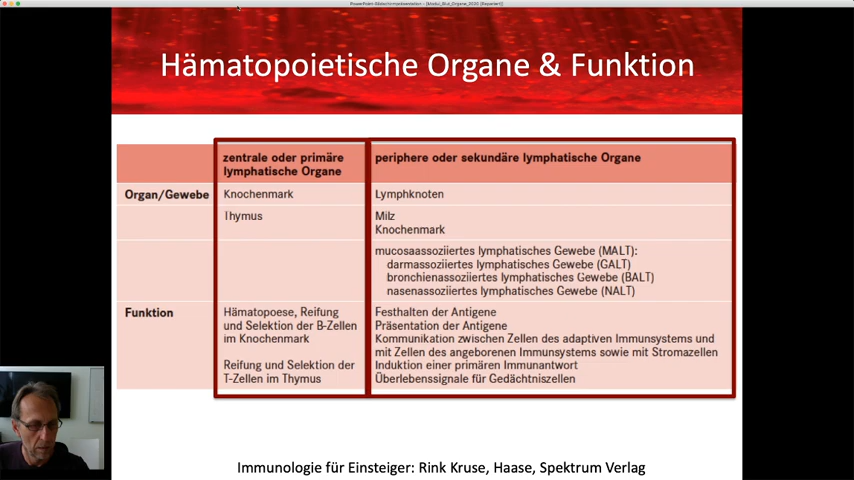 PowerPoint-Bildschirmpräsentation - [Modul_Blut_Organe_2020 [Repariert]]
Hämatopoietische Organe & Funktion
zentrale oder primäre
lymphatische Organe
periphere oder sekundäre lymphatische Organe
Organ/Gewebe
Knochenmark
Lymphknoten
Thymus
Milz
Knochenmark
mucosaassoziiertes lymphatisches Gewebe (MALT):
darmassoziiertes lymphatisches Gewebe (GALT)
bronchienassoziiertes lymphatisches Gewebe (BALT)
nasenassoziiertes lymphatisches Gewebe (NALT)
Funktion
Hämatopoese, Reifung
und Selektion der B-Zellen
im Knochenmark
Reifung und Selektion der
T-Zellen im Thymus
Festhalten der Antigene
Präsentation der Antigene
Kommunikation zwischen Zellen des adaptiven Immunsystems und
mit Zellen des angeborenen Immunsystems sowie mit Stromazellen
Induktion einer primären Immunantwort
Überlebenssignale für Gedächtniszellen
Immunologie für Einsteiger: Rink Kruse, Haase, Spektrum Verlag